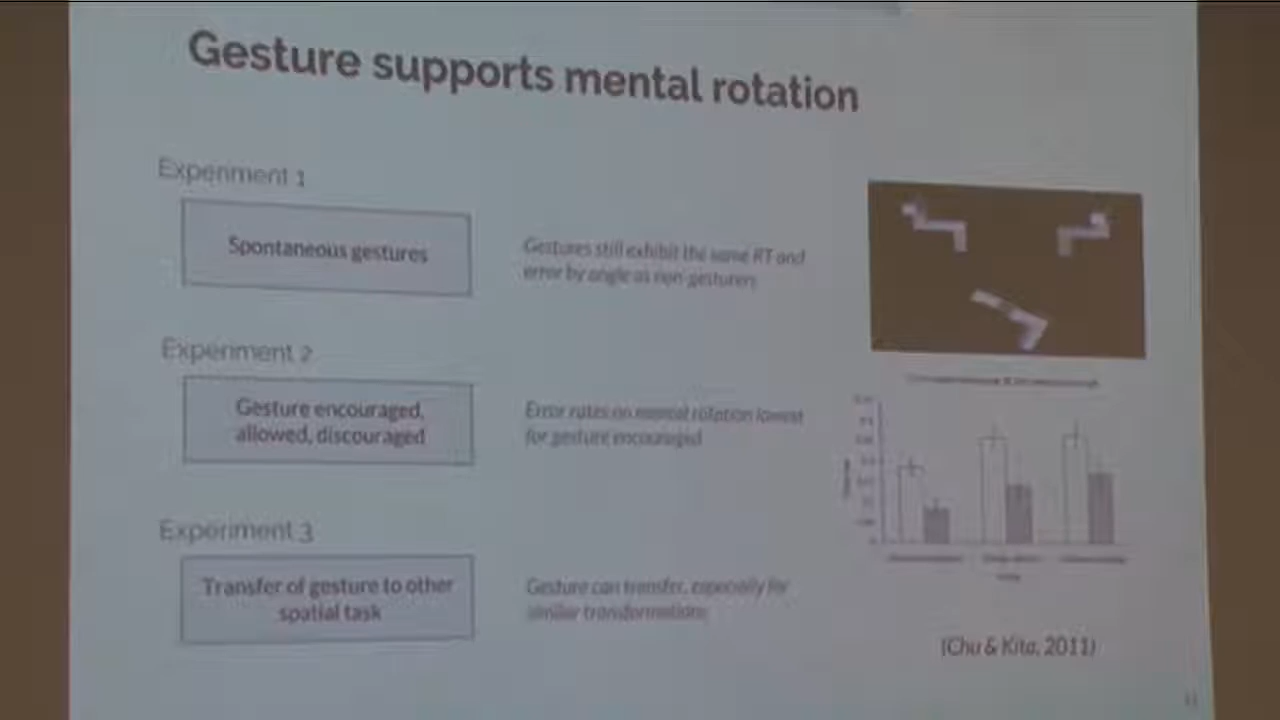 Gesture supports mental rotation
Experiment 1
Spontaneous gestures
Gestures still exhibit the same RT and
error by angle as non-gesturers
Experiment 2
Gesture encouraged,
allowed, discouraged
Error rates on mental rotation lowest
for gesture encouraged
Experiment 3
Transfer of gesture to other
spatial task
Gesture can transfer, especially for
similar transformations
(Chu & Kita, 2011)